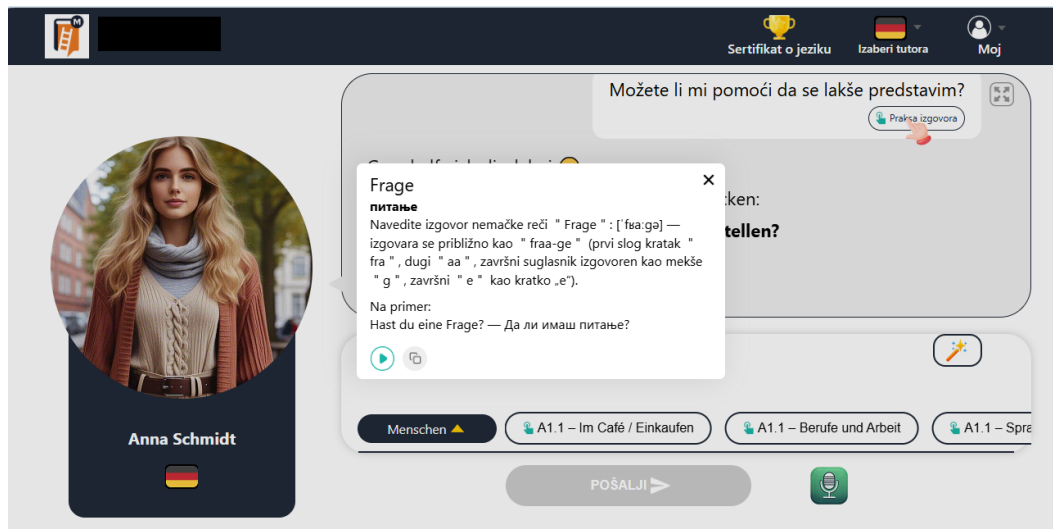 M
Sertifikat o jeziku
Izaberi tutora
Moj
Možete li mi pomoći da se lakše predstavim?
Praksa izgovora
ken:
tellen?
Frage
питање
Navedite izgovor nemačke reči " Frage " : [ˈfʁaːgə] —
izgovara se približno kao " fraa-ge " (prvi slog kratak "
fra " , dugi " aa " , završni suglasnik izgovoren kao mekše
" g " , završni " e " kao kratko „e“).
Na primer:
Hast du eine Frage? — Да ли имаш питање?
Anna Schmidt
Menschen
A1.1 – Im Café / Einkaufen
A1.1 – Berufe und Arbeit
A1.1 – Spra
POŠALJI